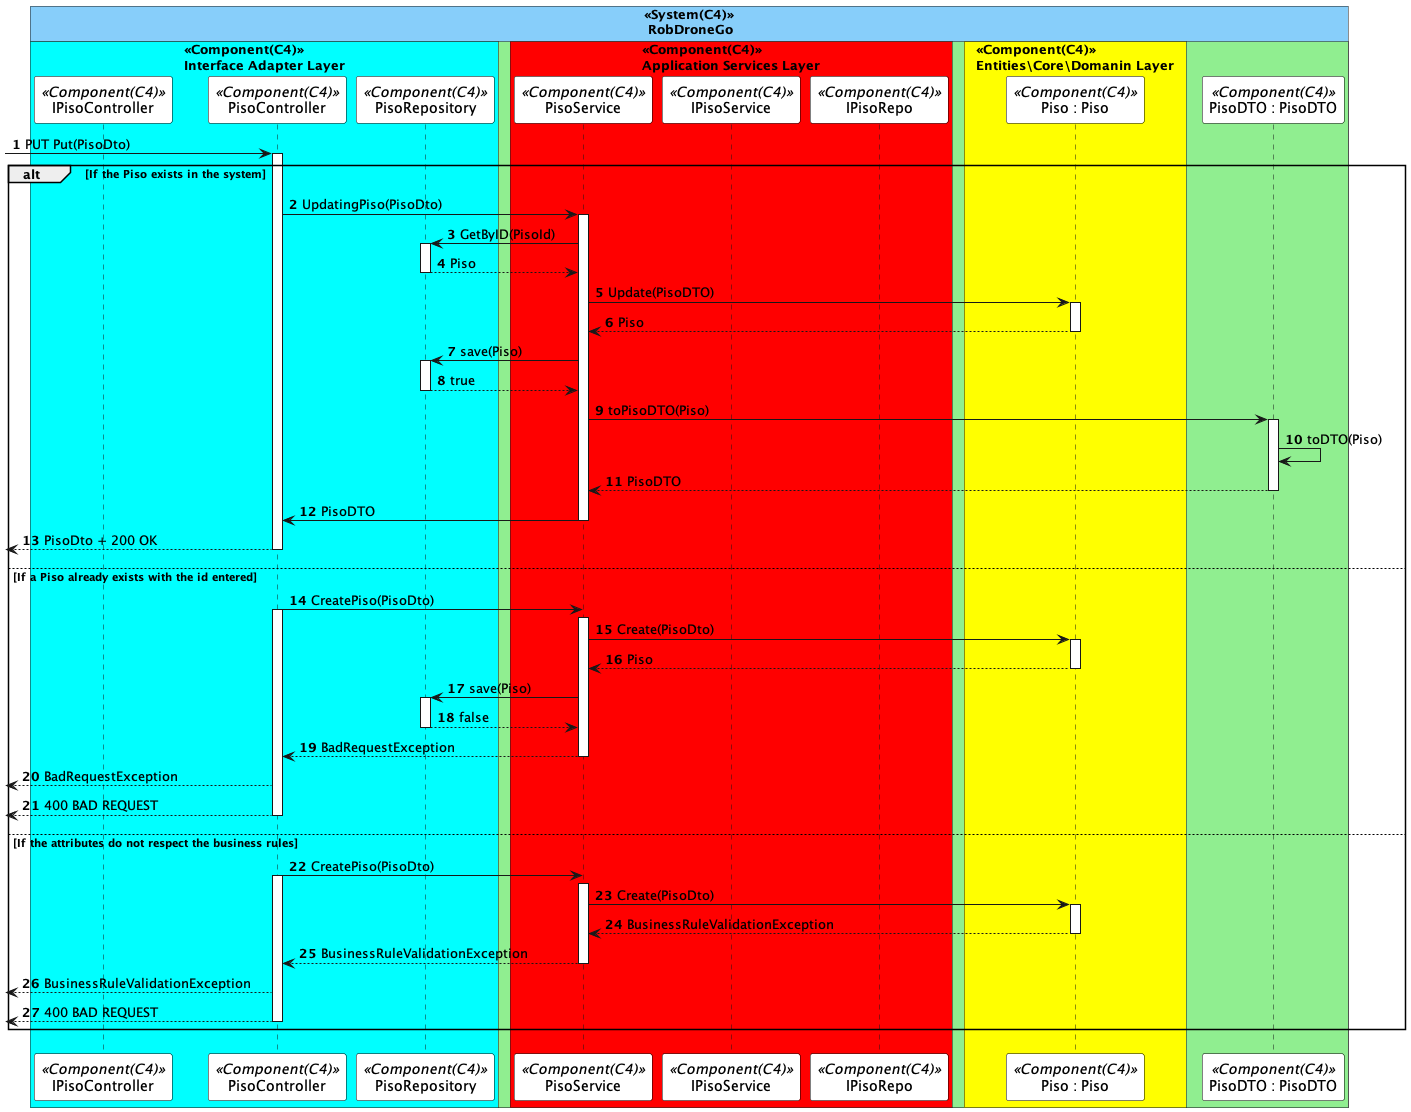 «System(C4)»
RobDroneGo
«Component(C4)»
Interface Adapter Layer
«Component(C4)»
Application Services Layer
«Component(C4)»
Entities\Core\Domanin Layer
«Component(C4)»
IPisoController
«Component(C4)»
PisoController
«Component(C4)»
PisoRepository
«Component(C4)»
PisoService
«Component(C4)»
IPisoService
«Component(C4)»
IPisoRepo
«Component(C4)»
Piso : Piso
«Component(C4)»
PisoDTO : PisoDTO
1 PUT Put(PisoDto)
alt [If the Piso exists in the system]
2 UpdatingPiso(PisoDto)
3 GetByID(PisoId)
4 Piso
5 Update(PisoDTO)
6 Piso
7 save(Piso)
8 true
9 toPisoDTO(Piso)
10 toDTO(Piso)
11 PisoDTO
12 PisoDTO
13 PisoDto + 200 OK
[If a Piso already exists with the id entered]
14 CreatePiso(PisoDto)
15 Create(PisoDto)
16 Piso
17 save(Piso)
18 false
19 BadRequestException
20 BadRequestException
21 400 BAD REQUEST
[If the attributes do not respect the business rules]
22 CreatePiso(PisoDto)
23 Create(PisoDto)
24 BusinessRuleValidationException
25 BusinessRuleValidationException
26 BusinessRuleValidationException
27 400 BAD REQUEST
«Component(C4)»
IPisoController
«Component(C4)»
PisoController
«Component(C4)»
PisoRepository
«Component(C4)»
PisoService
«Component(C4)»
IPisoService
«Component(C4)»
IPisoRepo
«Component(C4)»
Piso : Piso
«Component(C4)»
PisoDTO : PisoDTO